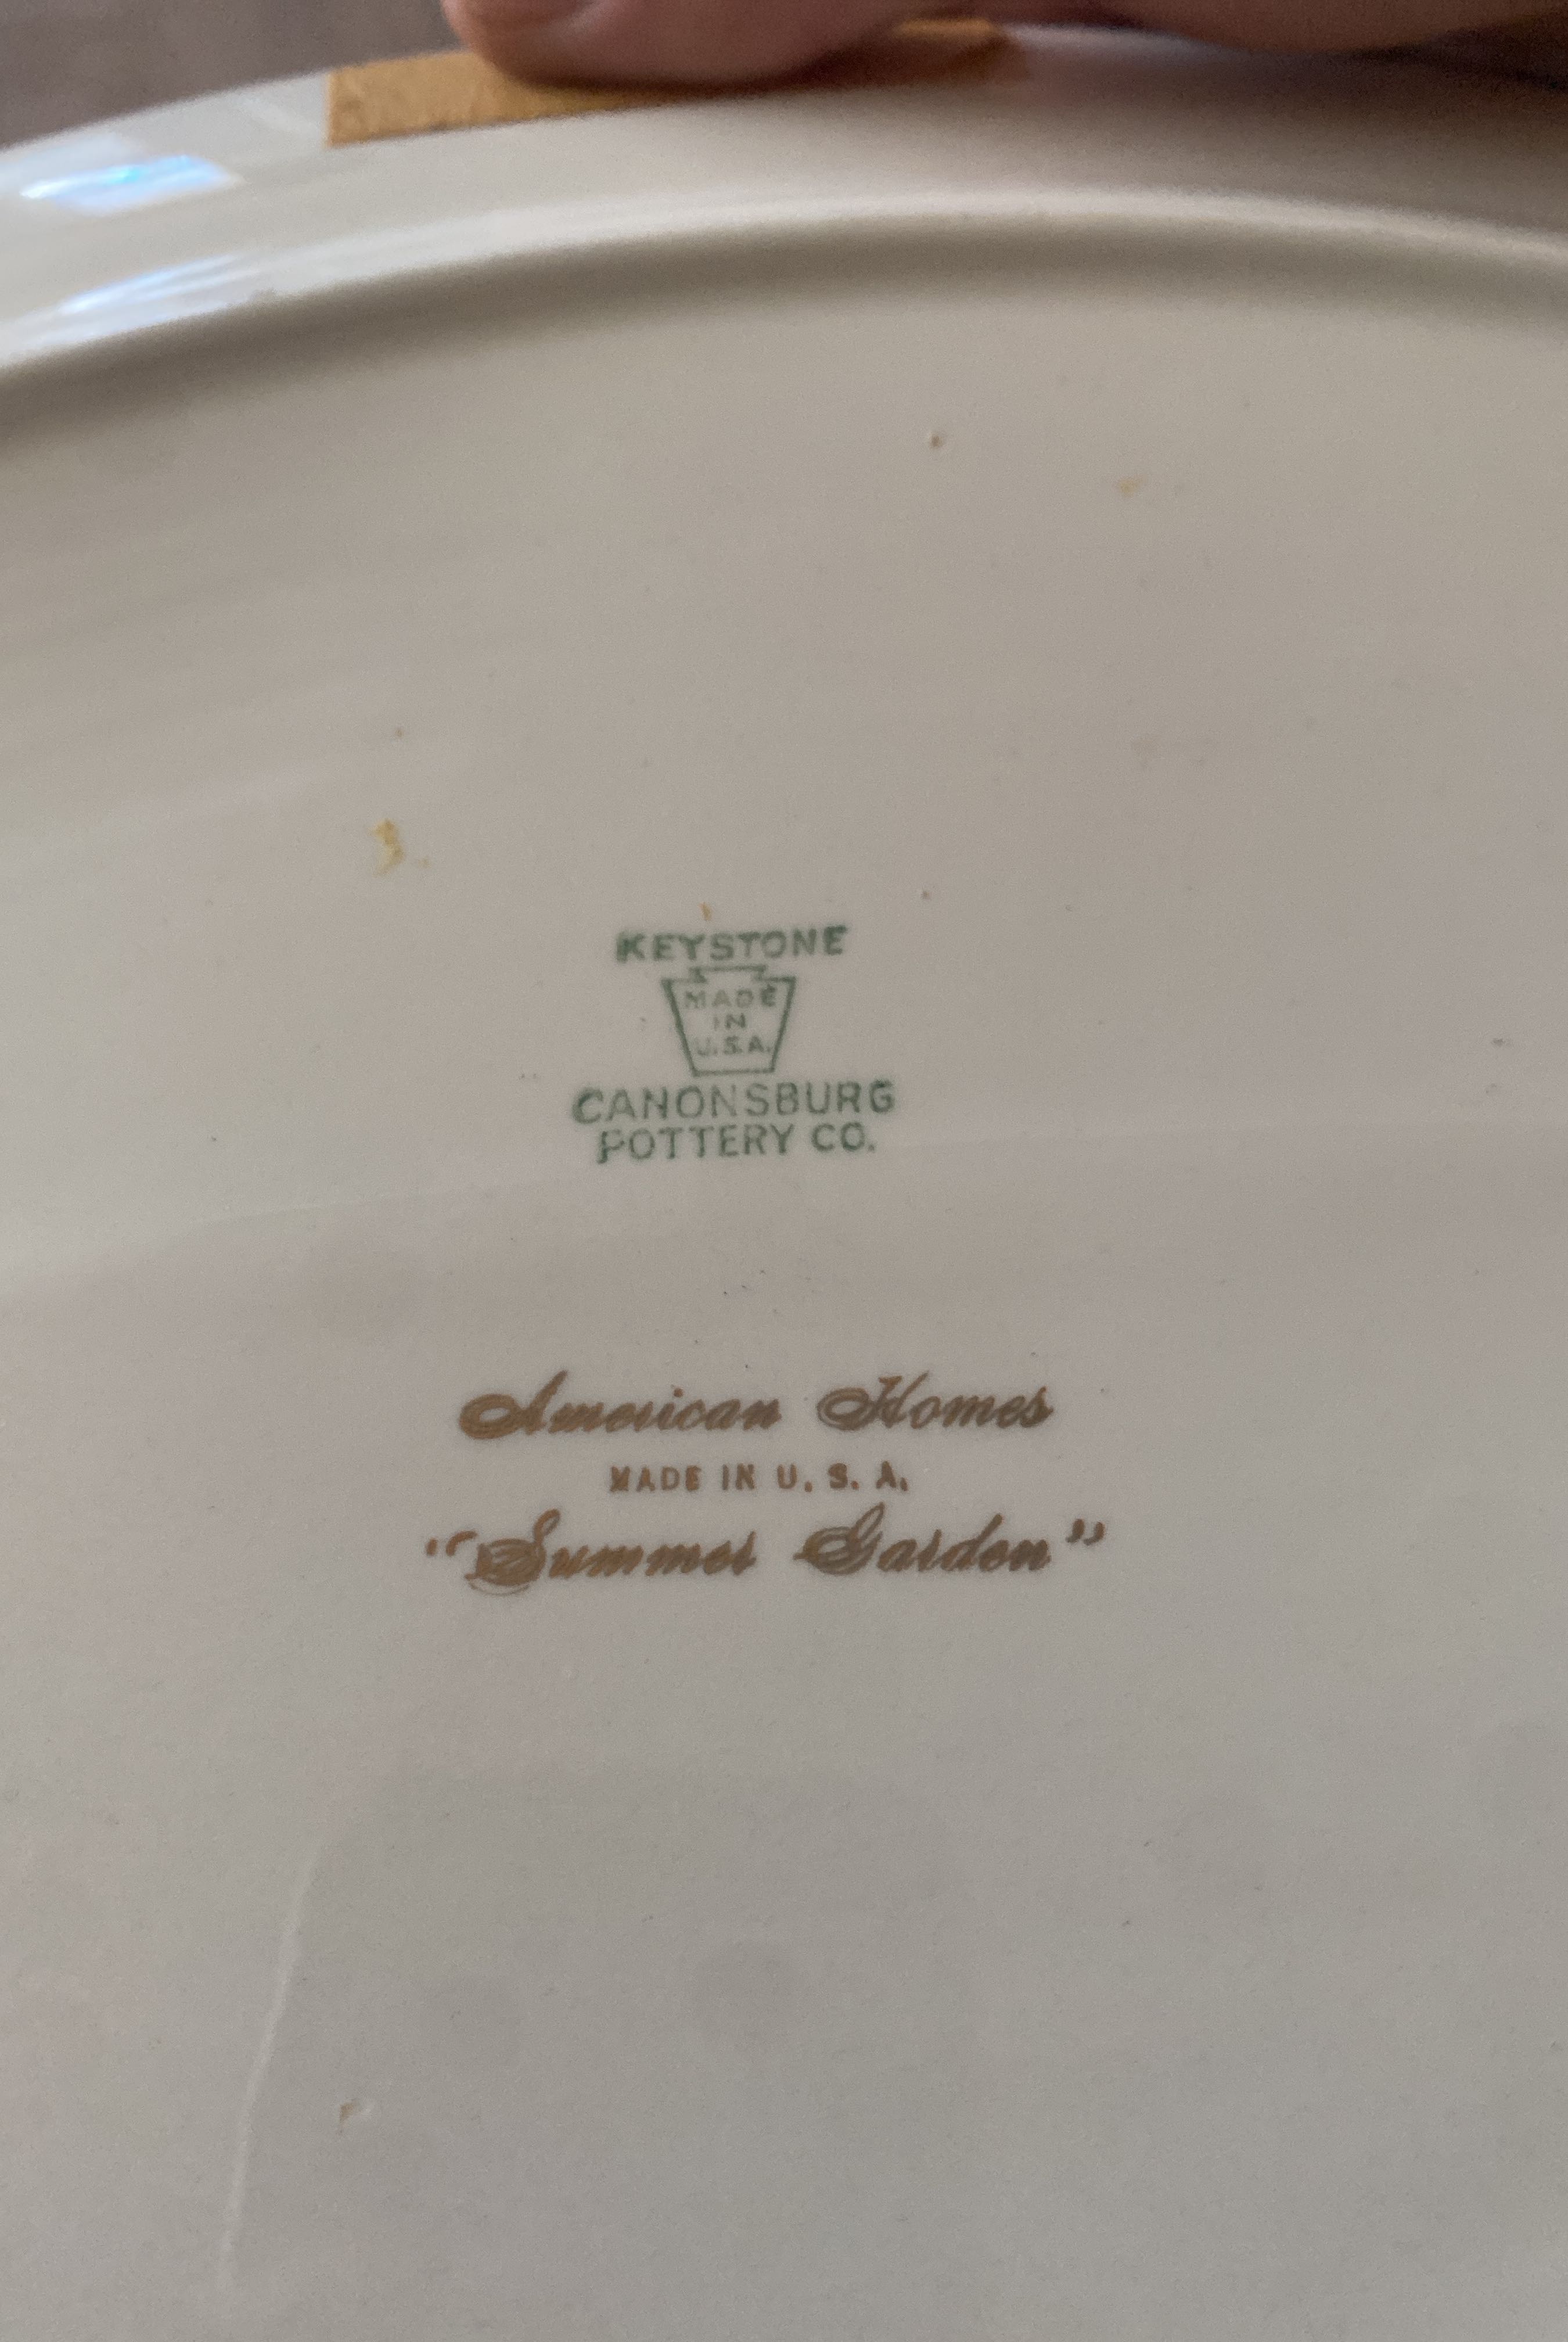 KEYSTONE
MADE
IN
U.S.A.
CANONSBURG
POTTERY CO.
American Homes
MADE IN U. S. A.
“Summer Garden”